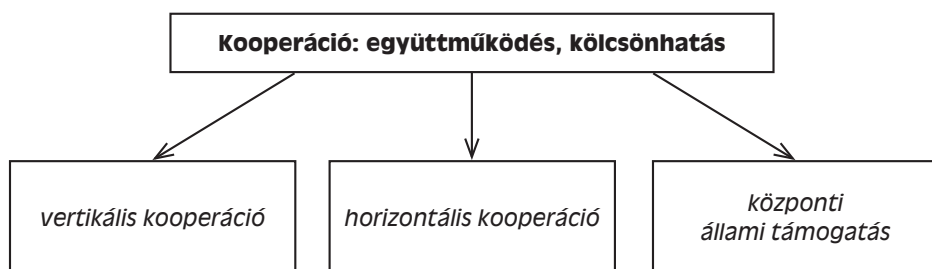 Kooperáció: együttműködés, kölcsönhatás
vertikális kooperáció
horizontális kooperáció
központi
állami támogatás